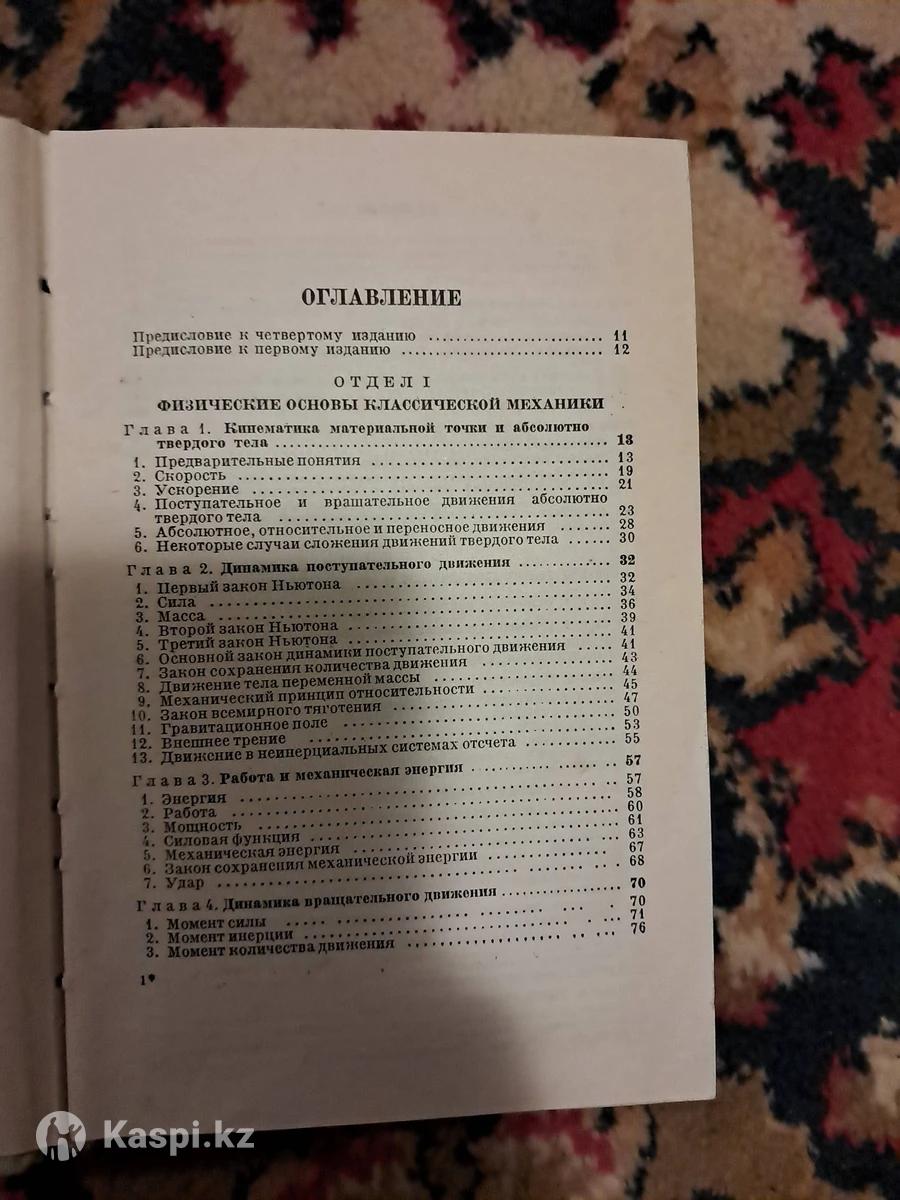 ОГЛАВЛЕНИЕ
Предисловие к четвертому изданию .......................... 11
Предисловие к первому изданию .............................. 12
ОТДЕЛ I
ФИЗИЧЕСКИЕ ОСНОВЫ КЛАССИЧЕСКОЙ МЕХАНИКИ
Глава 1. Кинематика материальной точки и абсолютно
твердого тела .................................................. 13
1. Предварительные понятия .................................. 13
2. Скорость .................................................. 19
3. Ускорение .................................................. 21
4. Поступательное и вращательное движения абсолютно
твердого тела .................................................. 23
5. Абсолютное, относительное и переносное движения ....... 28
6. Некоторые случаи сложения движений твердого тела ...... 30
Глава 2. Динамика поступательного движения ............... 32
1. Первый закон Ньютона .................................. 32
2. Сила .................................................. 34
3. Масса .................................................. 36
4. Второй закон Ньютона .................................. 39
5. Третий закон Ньютона .................................. 41
6. Основной закон динамики поступательного движения ..... 41
7. Закон сохранения количества движения .................. 43
8. Движение тела переменной массы .......................... 44
9. Механический принцип относительности .................. 45
10. Закон всемирного тяготения .............................. 47
11. Гравитационное поле .................................. 50
12. Внешнее трение .................................. 53
13. Движение в неинерциальных системах отсчета ............. 55
Глава 3. Работа и механическая энергия .................. 57
1. Энергия .................................................. 57
2. Работа .................................................. 58
3. Мощность .................................................. 60
4. Силовая функция .................................. 61
5. Механическая энергия .................................. 63
6. Закон сохранения механической энергии .................. 67
7. Удар .................................................. 68
Глава 4. Динамика вращательного движения .................. 70
1. Момент силы .................................. 70
2. Момент инерции .................................. 71
3. Момент количества движения .......................... 76
1*
Kaspi.kz